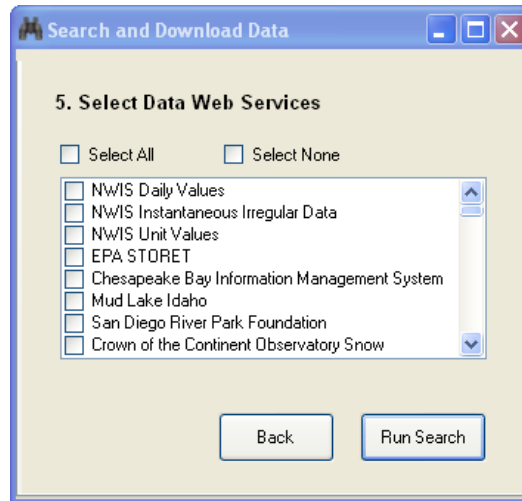 Search and Download Data
5. Select Data Web Services
Select All Select None
NWIS Daily Values
NWIS Instantaneous Irregular Data
NWIS Unit Values
EPA STORET
Chesapeake Bay Information Management System
Mud Lake Idaho
San Diego River Park Foundation
Crown of the Continent Observatory Snow
Back Run Search